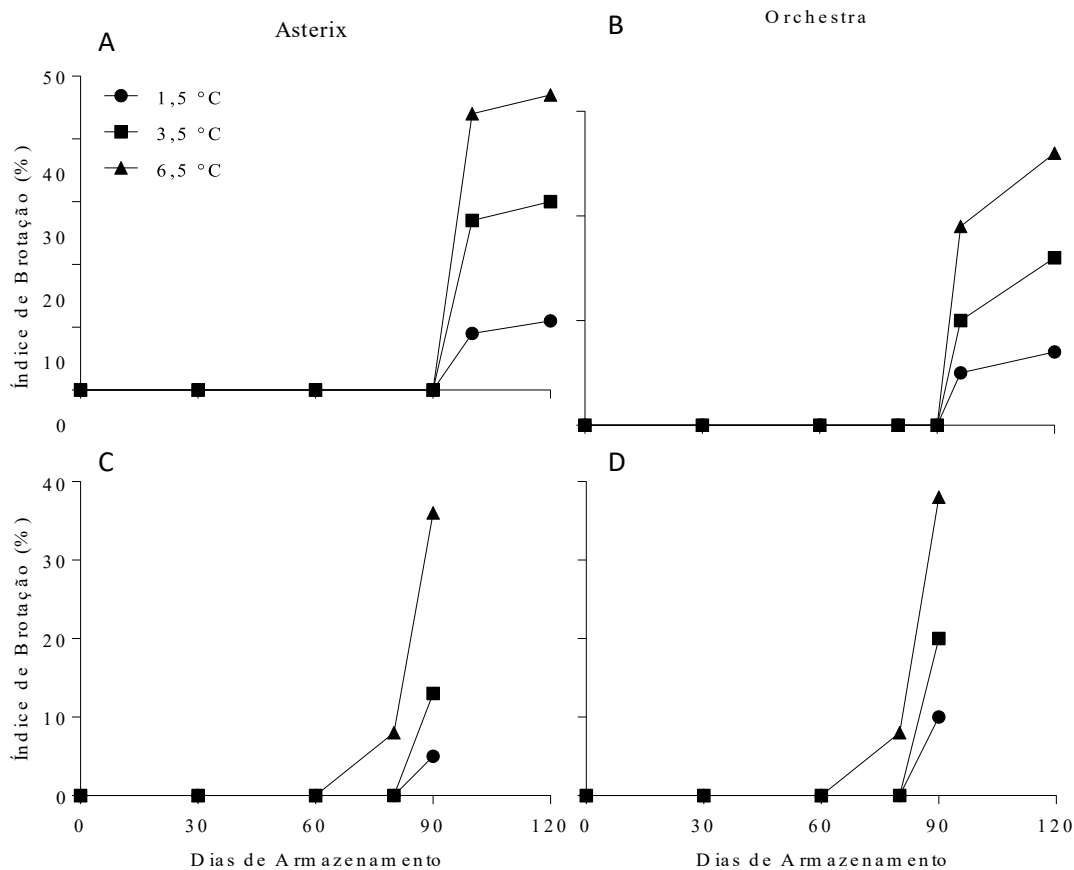 A
Asterix
B
Orchestra
50
40
30
20
10
0
Índice de Brotação (%)
1,5 °C
3,5 °C
6,5 °C
C
D
40
30
20
10
0
Índice de Brotação (%)
0 30 60 90 120
0 30 60 90 120
Dias de Armazenamento
Dias de Armazenamento